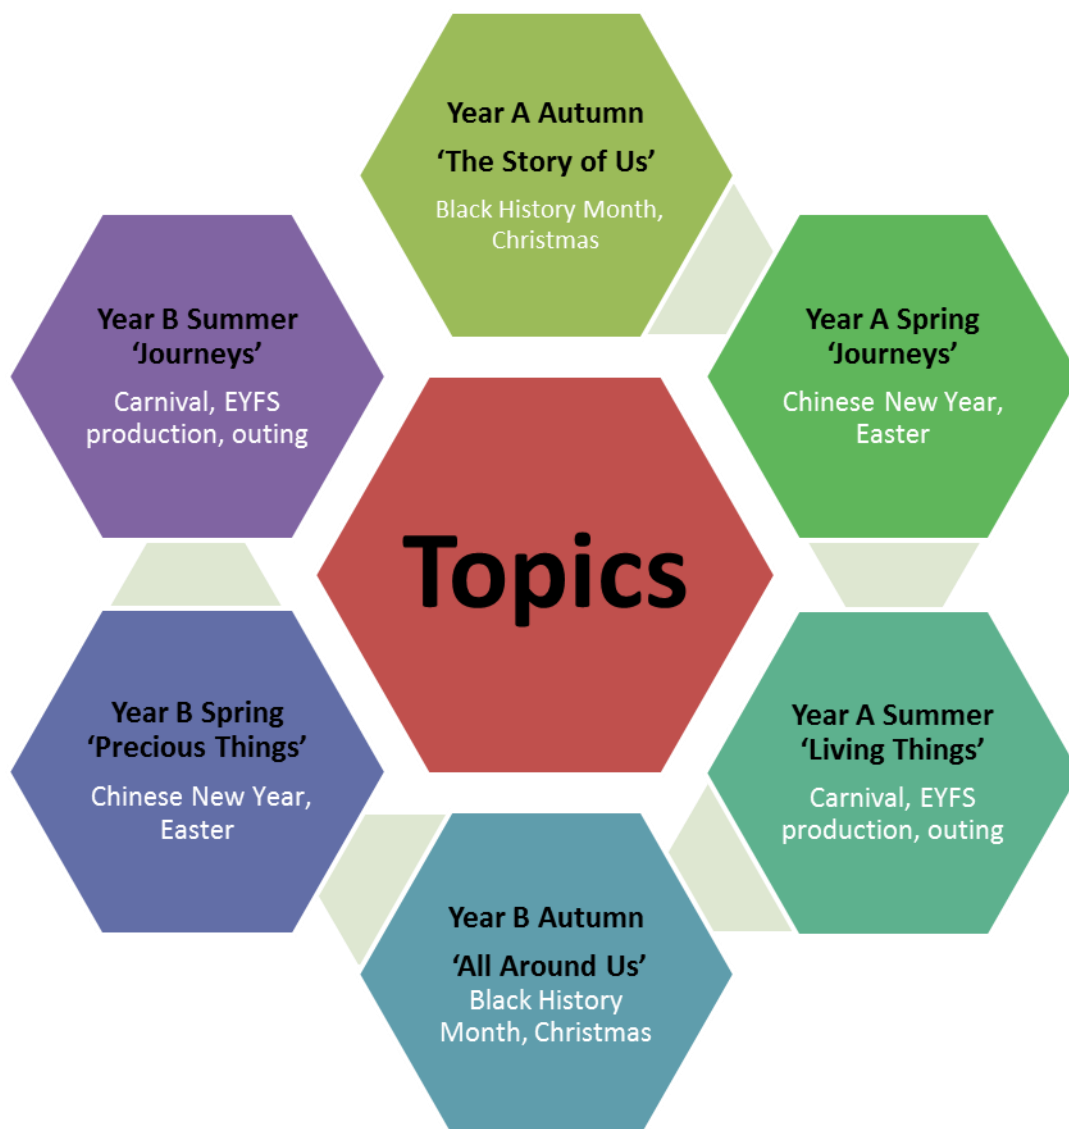 Year A Autumn
‘The Story of Us’
Black History Month,
Christmas
Year A Spring
‘Journeys’
Chinese New Year,
Easter
Year A Summer
‘Living Things’
Carnival, EYFS
production, outing
Year B Autumn
‘All Around Us’
Black History
Month, Christmas
Year B Spring
‘Precious Things’
Chinese New Year,
Easter
Year B Summer
‘Journeys’
Carnival, EYFS
production, outing
Topics